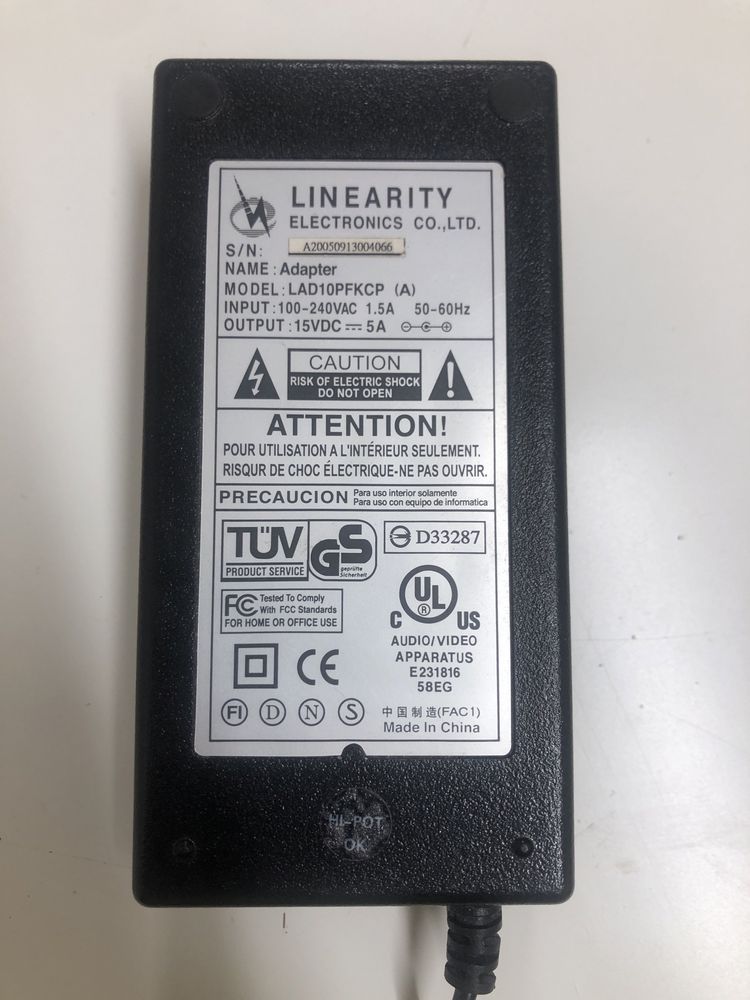 LINEARITY
ELECTRONICS CO.,LTD.
S/N: A20050913004066
NAME : Adapter
MODEL: LAD10PFKCP (A)
INPUT : 100-240VAC 1.5A 50-60Hz
OUTPUT : 15VDC 5A
CAUTION
RISK OF ELECTRIC SHOCK
DO NOT OPEN
ATTENTION!
POUR UTILISATION A L'INTÉRIEUR SEULEMENT.
RISQUR DE CHOC ÉLECTRIQUE-NE PAS OUVRIR.
PRECAUCION Para uso interior solamente
Para uso con equipo de informatica
TÜV
PRODUCT SERVICE
GS
geprüfte
Sicherheit
D33287
FC Tested To Comply
With FCC Standards
FOR HOME OR OFFICE USE
C UL ® US
AUDIO/VIDEO
APPARATUS
E231816
58EG
CE
FI D N S
中国制造(FAC1)
Made In China
HI-POT
OK